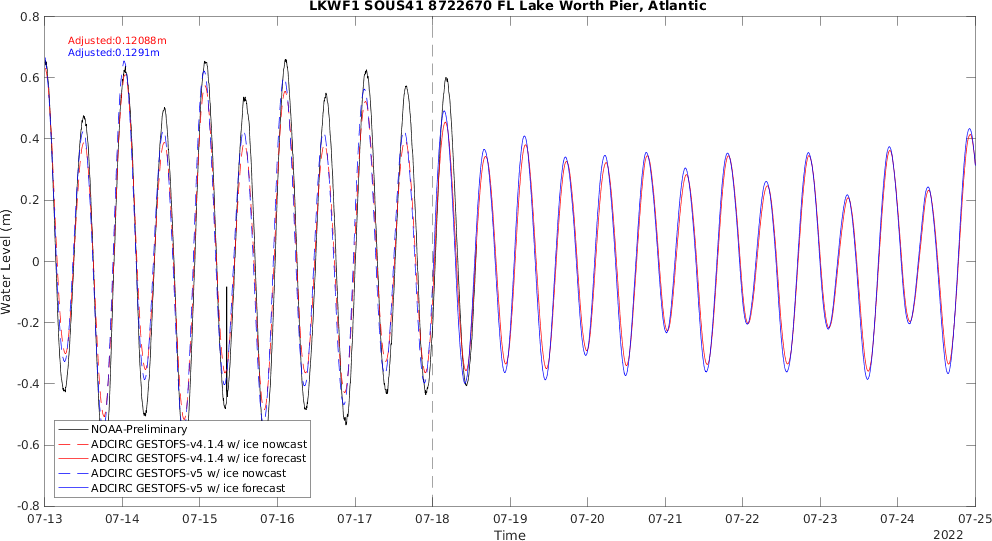 LKWF1 SOUS41 8722670 FL Lake Worth Pier, Atlantic
0.8
Adjusted:0.12088m
Adjusted:0.1291m
0.6
0.4
0.2
0
-0.2
-0.4
-0.6
-0.8
Water Level (m)
NOAA-Preliminary
ADCIRC GESTOFS-v4.1.4 w/ ice nowcast
ADCIRC GESTOFS-v4.1.4 w/ ice forecast
ADCIRC GESTOFS-v5 w/ ice nowcast
ADCIRC GESTOFS-v5 w/ ice forecast
07-13 07-14 07-15 07-16 07-17 07-18 07-19 07-20 07-21 07-22 07-23 07-24 07-25
Time
2022